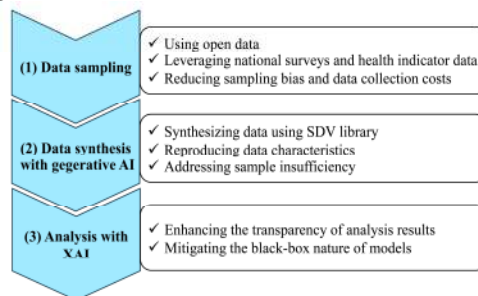 (1) Data sampling
✓ Using open data
✓ Leveraging national surveys and health indicator data
✓ Reducing sampling bias and data collection costs
(2) Data synthesis
with gegerative AI
✓ Synthesizing data using SDV library
✓ Reproducing data characteristics
✓ Addressing sample insufficiency
(3) Analysis with
XAI
✓ Enhancing the transparency of analysis results
✓ Mitigating the black-box nature of models